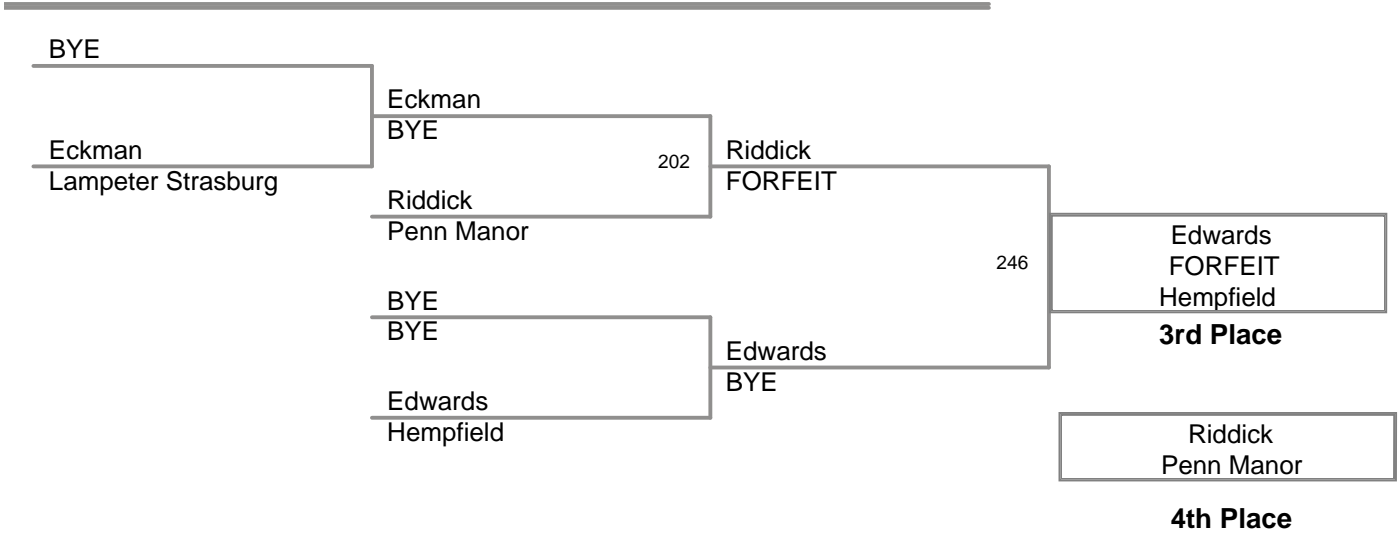 BYE
Eckman
Lampeter Strasburg
Eckman
BYE
202
Riddick
Penn Manor
BYE
BYE
Edwards
Hempfield
Riddick
FORFEIT
246
Edwards
BYE
Edwards
FORFEIT
Hempfield
3rd Place
Riddick
Penn Manor
4th Place